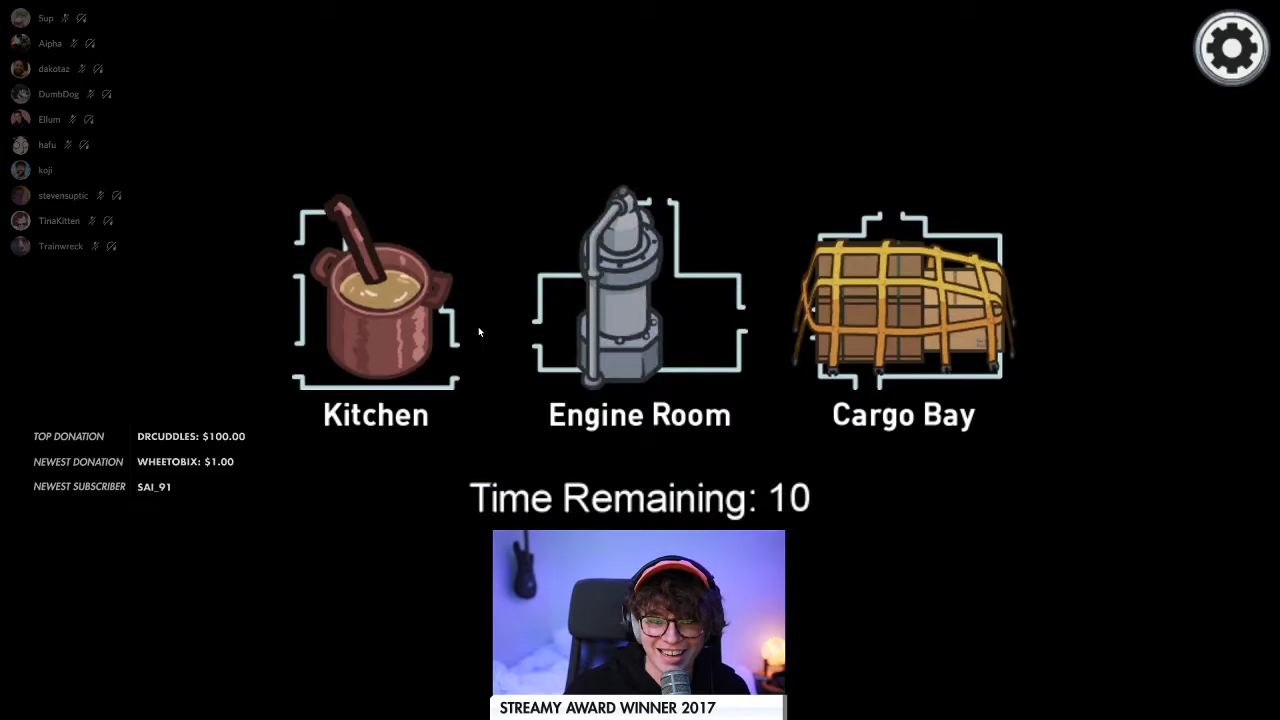 5up
Aipha
dakotaz
DumbDog
Ellum
hafu
koji
stevensuptic
TinaKitten
Trainwreck
Kitchen
Engine Room
Cargo Bay
TOP DONATION DRCUDDLES: $100.00
NEWEST DONATION WHEETOBIX: $1.00
NEWEST SUBSCRIBER SAI_91
Time Remaining: 10
STREAMY AWARD WINNER 2017